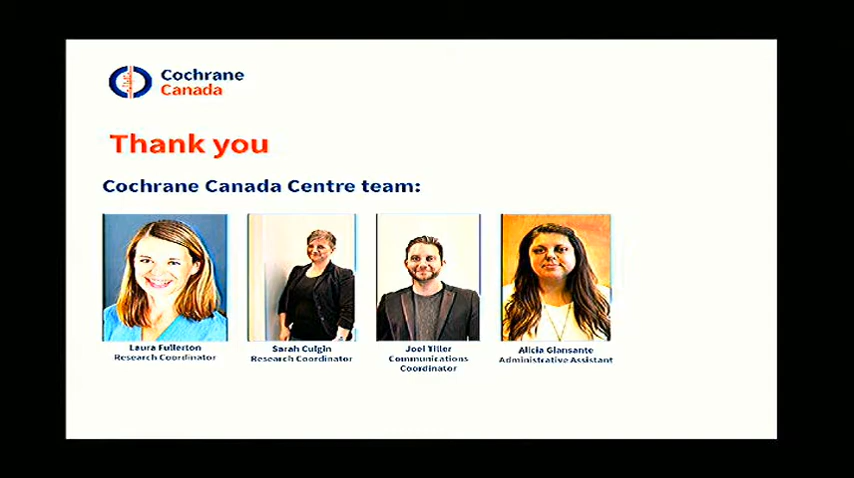 Cochrane
Canada
Thank you
Cochrane Canada Centre team:
Laura Fullerton
Research Coordinator
Sarah Culgin
Research Coordinator
Joel Tiller
Communications
Coordinator
Alicia Giansante
Administrative Assistant